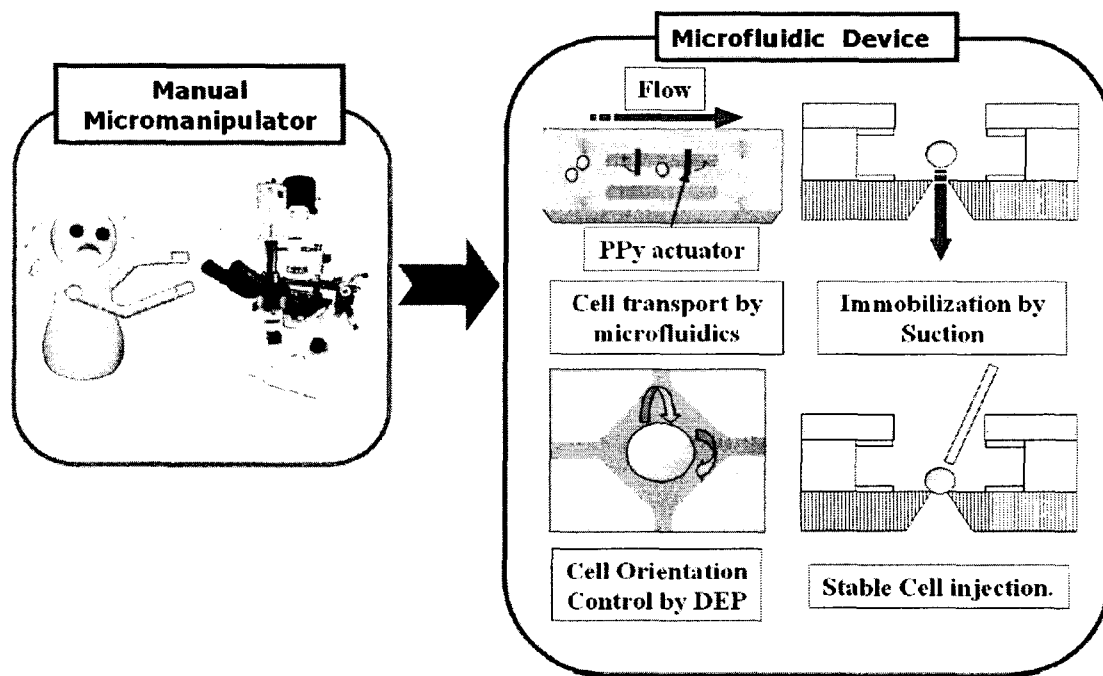 Manual
Micromanipulator
Microfluidic Device
Flow
PPy actuator
Cell transport by
microfluidics
Immobilization by
Suction
Cell Orientation
Control by DEP
Stable Cell injection.